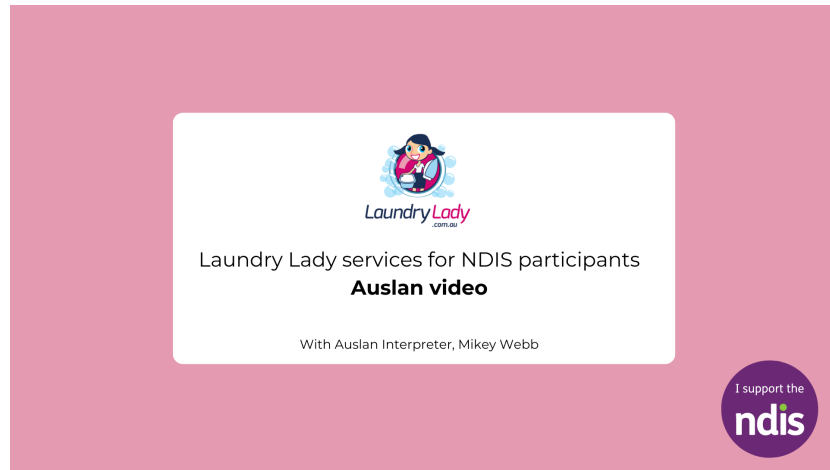 Laundry Lady
.com.au
Laundry Lady services for NDIS participants
Auslan video
With Auslan Interpreter, Mikey Webb
I support the
ndis